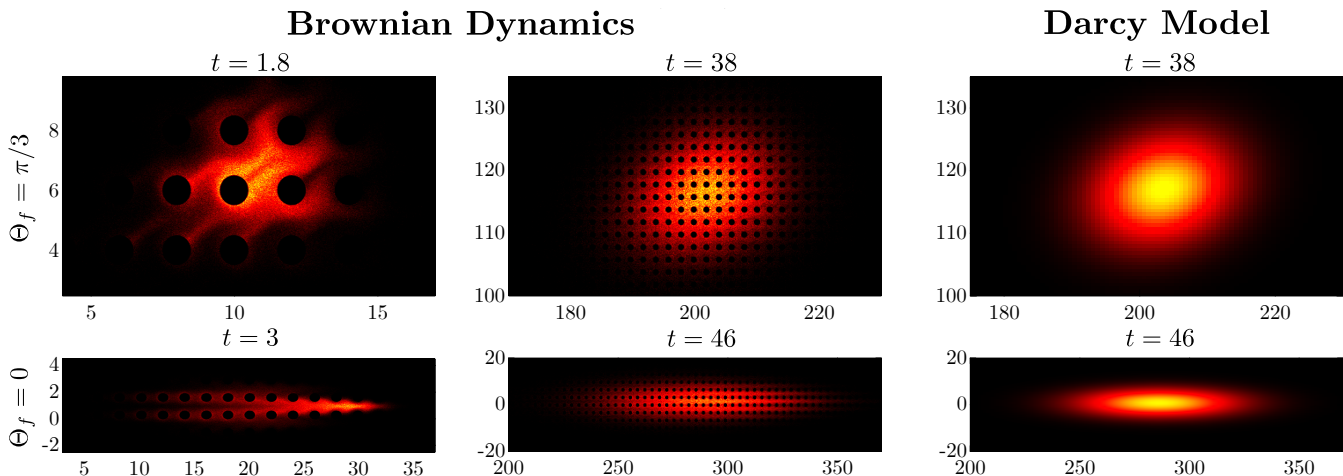 Brownian Dynamics Darcy Model
t = 1.8 t = 38 t = 38
Θ_f = π/3
8
6
4
5 10 15
130
120
110
100
180 200 220
130
120
110
100
180 200 220
t = 3 t = 46 t = 46
Θ_f = 0
4
2
0
-2
5 10 15 20 25 30 35
20
0
-20
200 250 300 350
20
0
-20
200 250 300 350